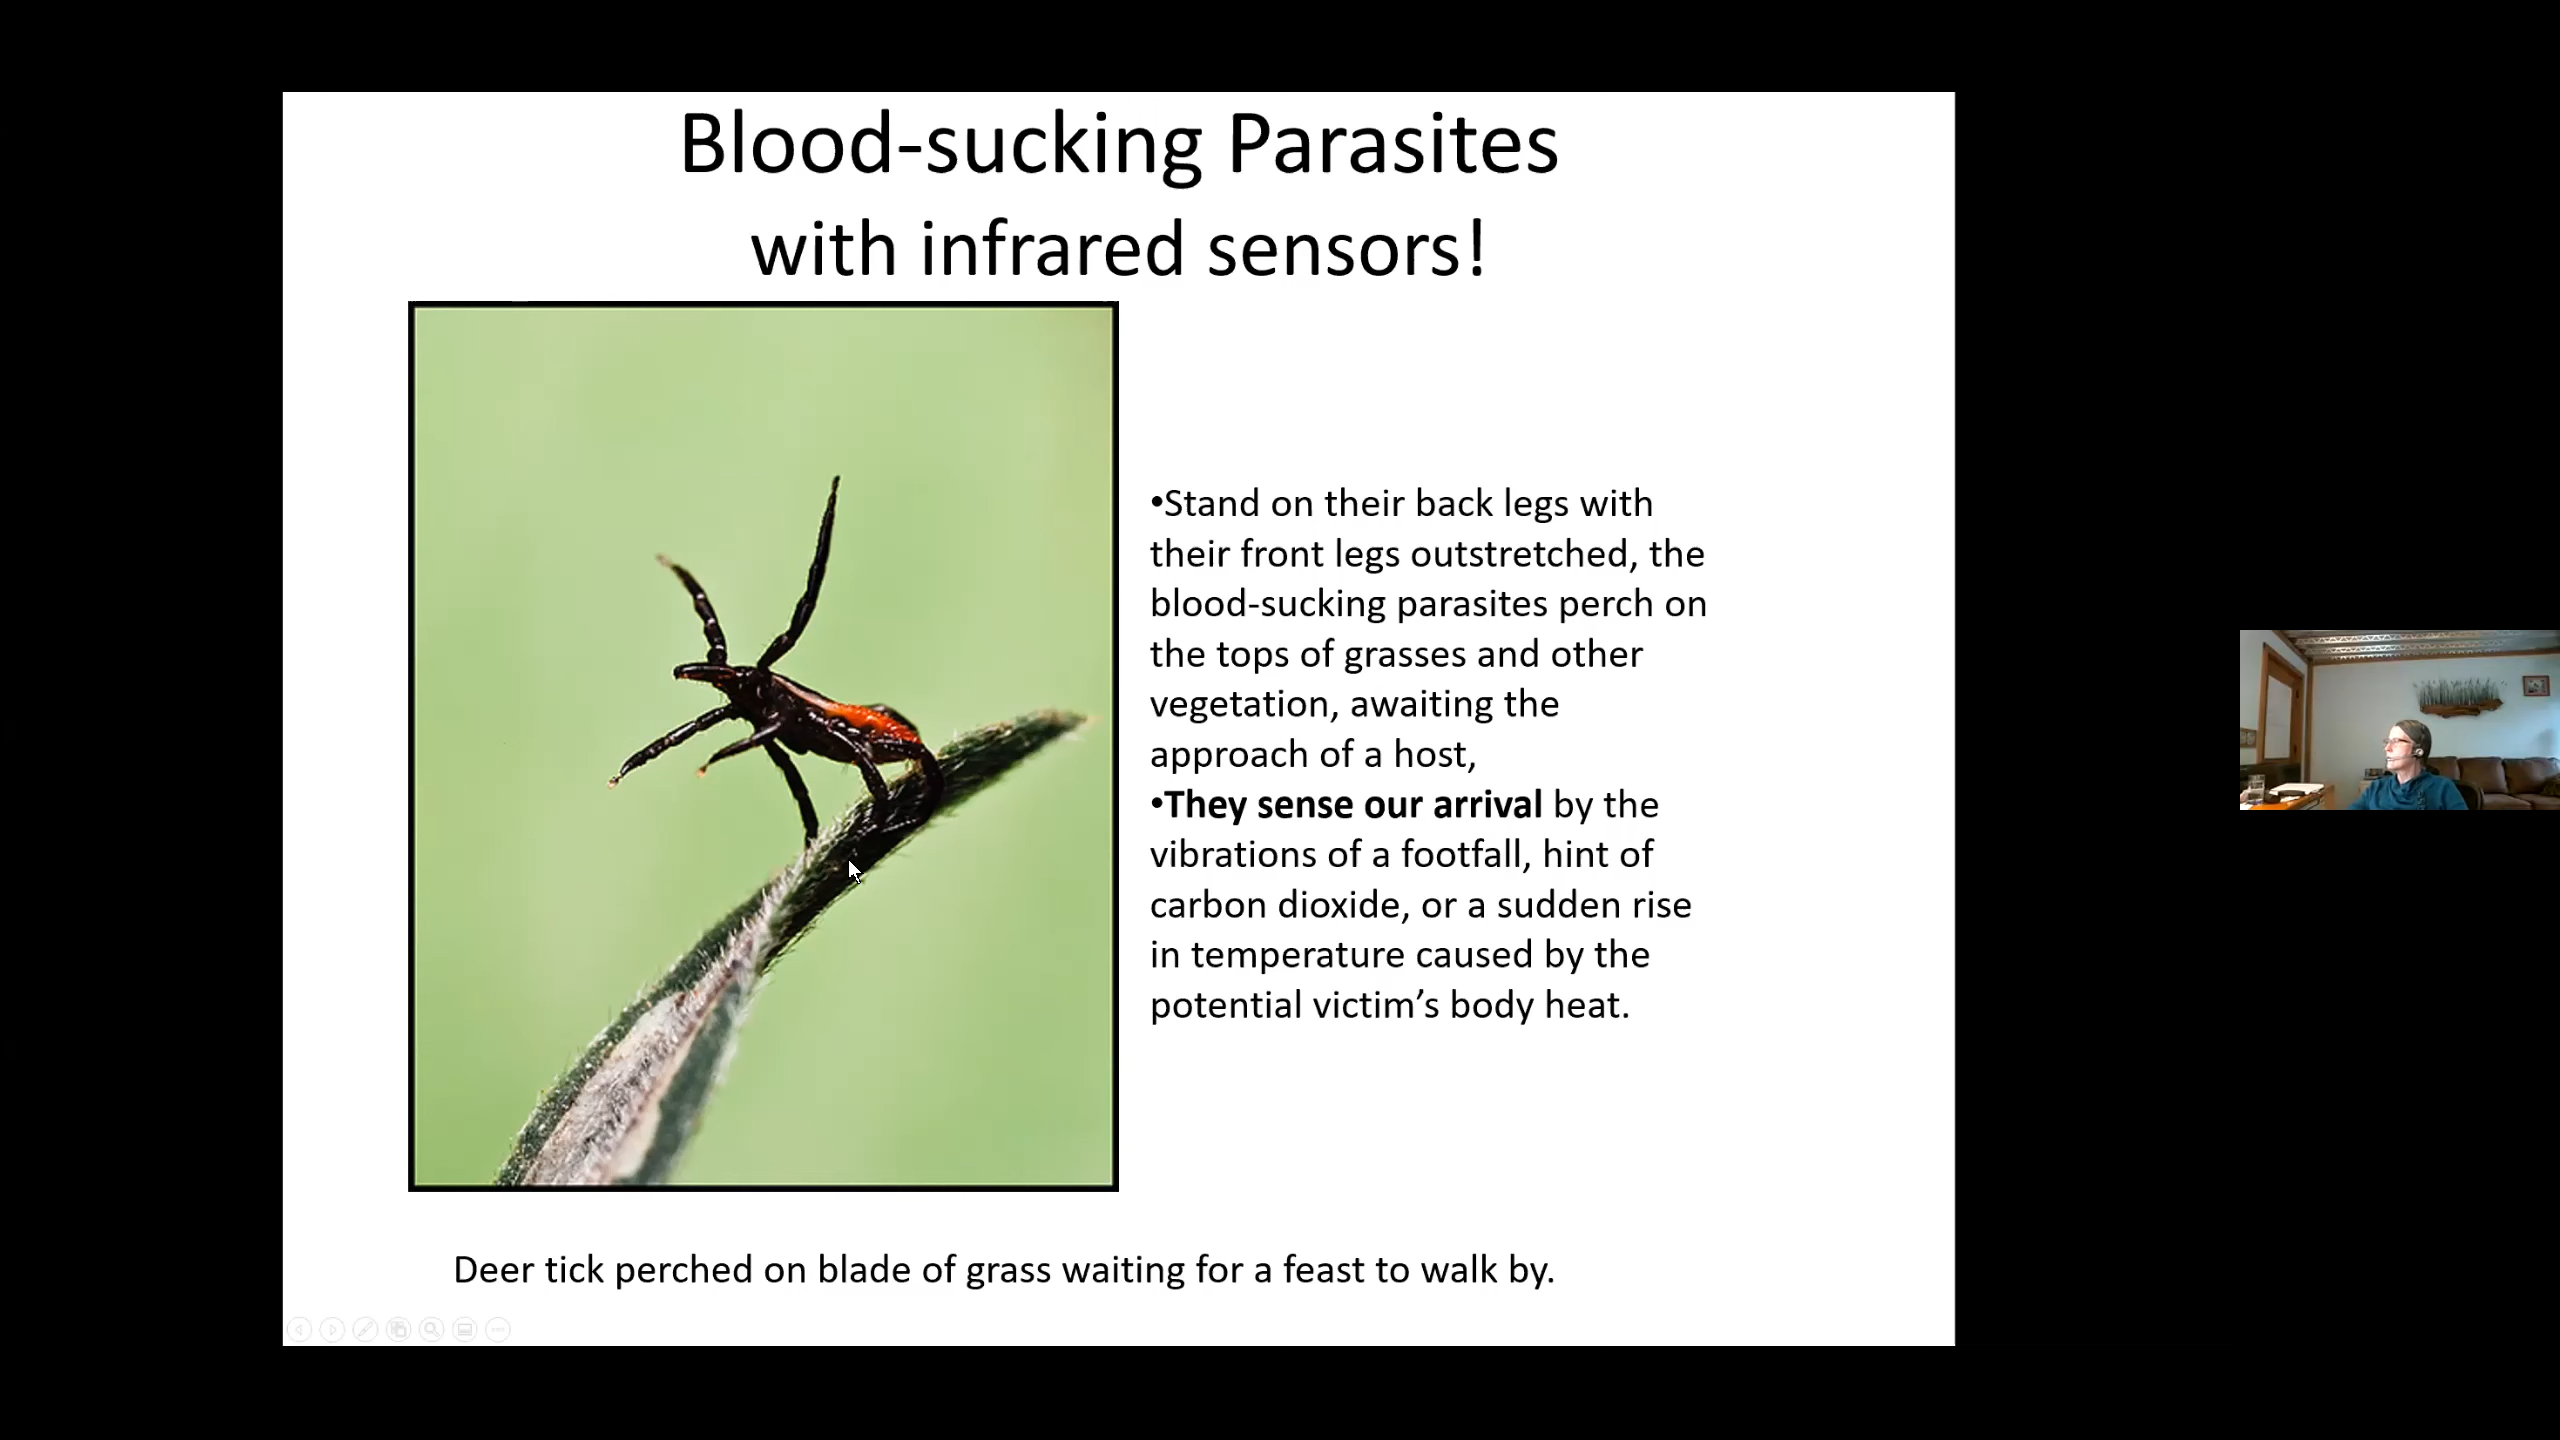 Blood-sucking Parasites
with infrared sensors!
•Stand on their back legs with
their front legs outstretched, the
blood-sucking parasites perch on
the tops of grasses and other
vegetation, awaiting the
approach of a host,
•They sense our arrival by the
vibrations of a footfall, hint of
carbon dioxide, or a sudden rise
in temperature caused by the
potential victim’s body heat.
Deer tick perched on blade of grass waiting for a feast to walk by.